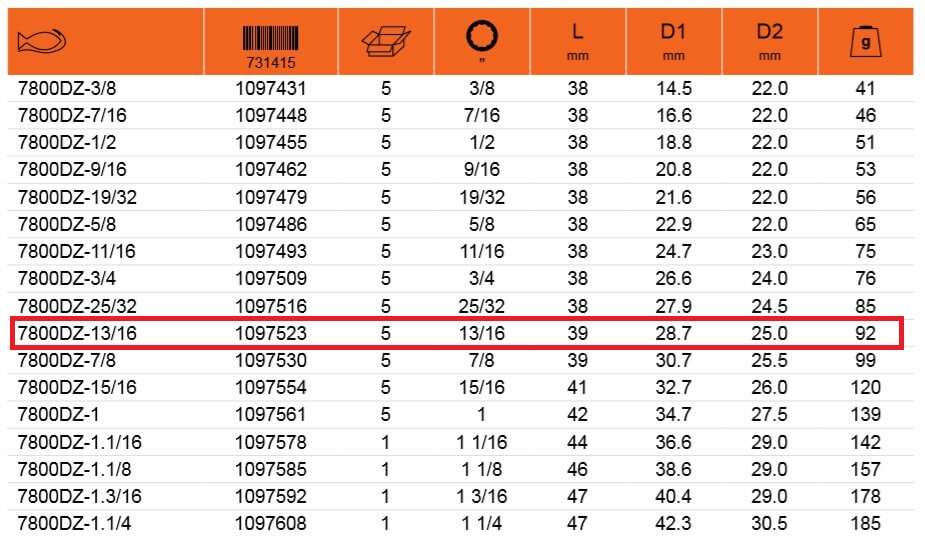 L D1 D2 g
731415 " mm mm mm
7800DZ-3/8 1097431 5 3/8 38 14.5 22.0 41
7800DZ-7/16 1097448 5 7/16 38 16.6 22.0 46
7800DZ-1/2 1097455 5 1/2 38 18.8 22.0 51
7800DZ-9/16 1097462 5 9/16 38 20.8 22.0 53
7800DZ-19/32 1097479 5 19/32 38 21.6 22.0 56
7800DZ-5/8 1097486 5 5/8 38 22.9 22.0 65
7800DZ-11/16 1097493 5 11/16 38 24.7 23.0 75
7800DZ-3/4 1097509 5 3/4 38 26.6 24.0 76
7800DZ-25/32 1097516 5 25/32 38 27.9 24.5 85
7800DZ-13/16 1097523 5 13/16 39 28.7 25.0 92
7800DZ-7/8 1097530 5 7/8 39 30.7 25.5 99
7800DZ-15/16 1097554 5 15/16 41 32.7 26.0 120
7800DZ-1 1097561 5 1 42 34.7 27.5 139
7800DZ-1.1/16 1097578 1 1 1/16 44 36.6 29.0 142
7800DZ-1.1/8 1097585 1 1 1/8 46 38.6 29.0 157
7800DZ-1.3/16 1097592 1 1 3/16 47 40.4 29.0 178
7800DZ-1.1/4 1097608 1 1 1/4 47 42.3 30.5 185